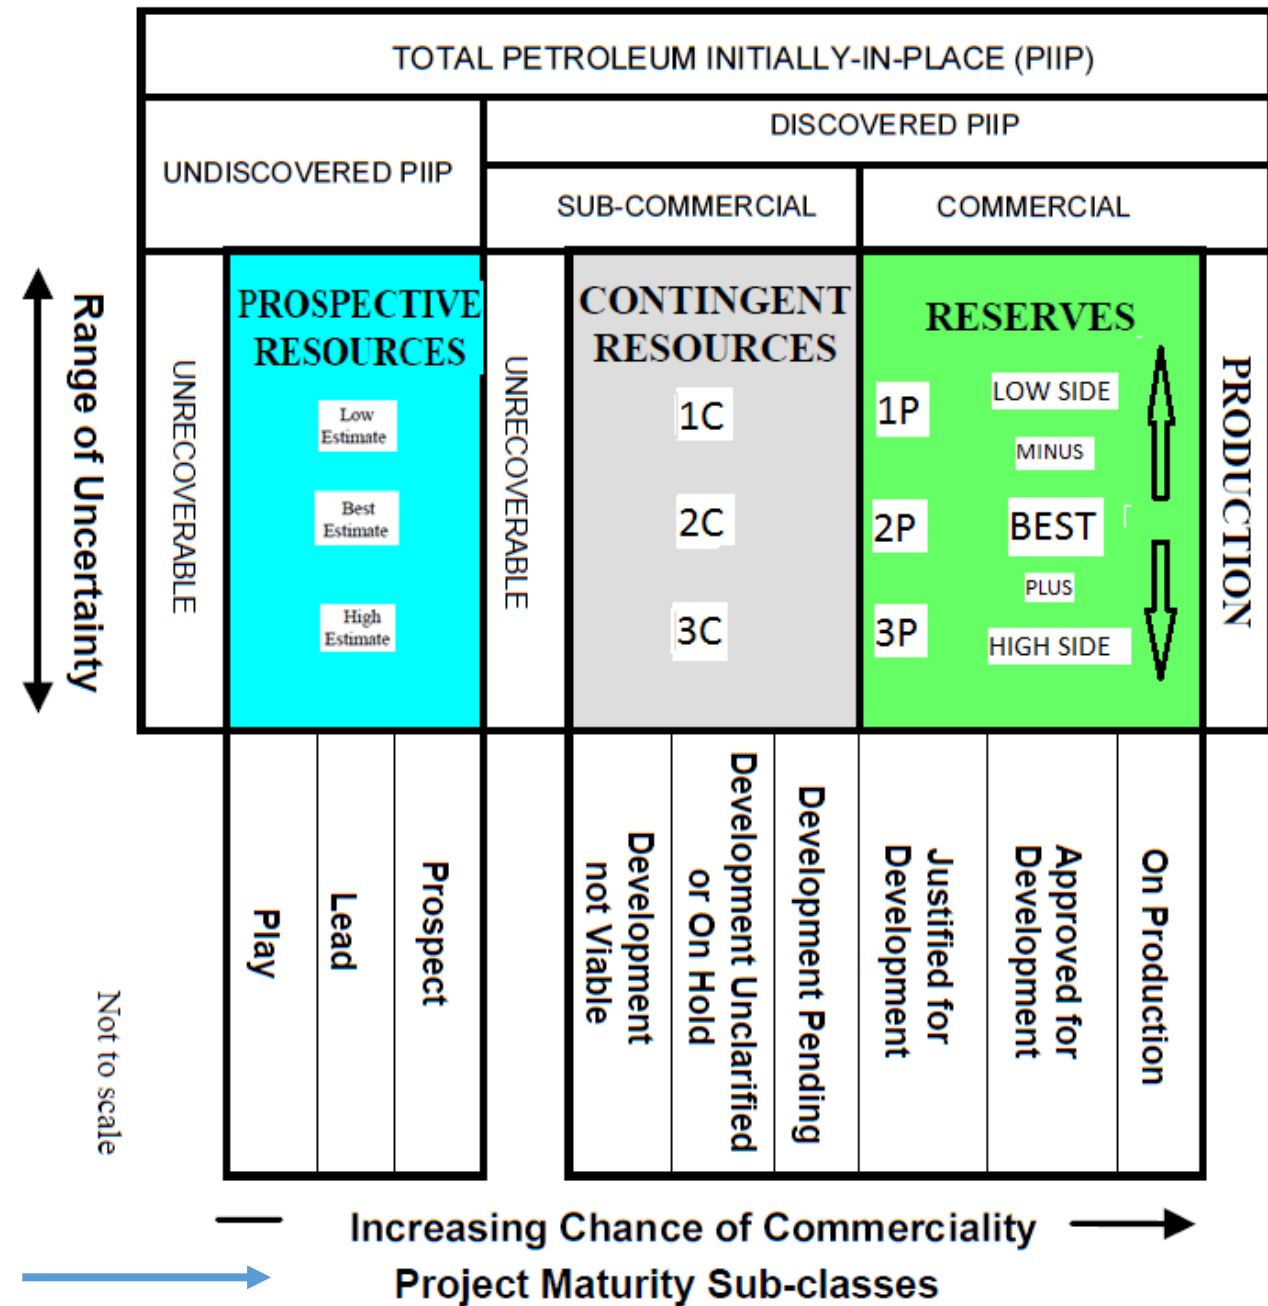 TOTAL PETROLEUM INITIALLY-IN-PLACE (PIIP)
UNDISCOVERED PIIP
DISCOVERED PIIP
SUB-COMMERCIAL
COMMERCIAL
Range of Uncertainty
UNRECOVERABLE
PROSPECTIVE
RESOURCES
Low
Estimate
Best
Estimate
High
Estimate
UNRECOVERABLE
CONTINGENT
RESOURCES
1C
2C
3C
RESERVES
1P
2P
3P
LOW SIDE
MINUS
BEST
PLUS
HIGH SIDE
PRODUCTION
Not to scale
Play
Lead
Prospect
Development
not Viable
Development Unclarified
or On Hold
Development Pending
Justified for
Development
Approved for
Development
On Production
Increasing Chance of Commerciality
Project Maturity Sub-classes